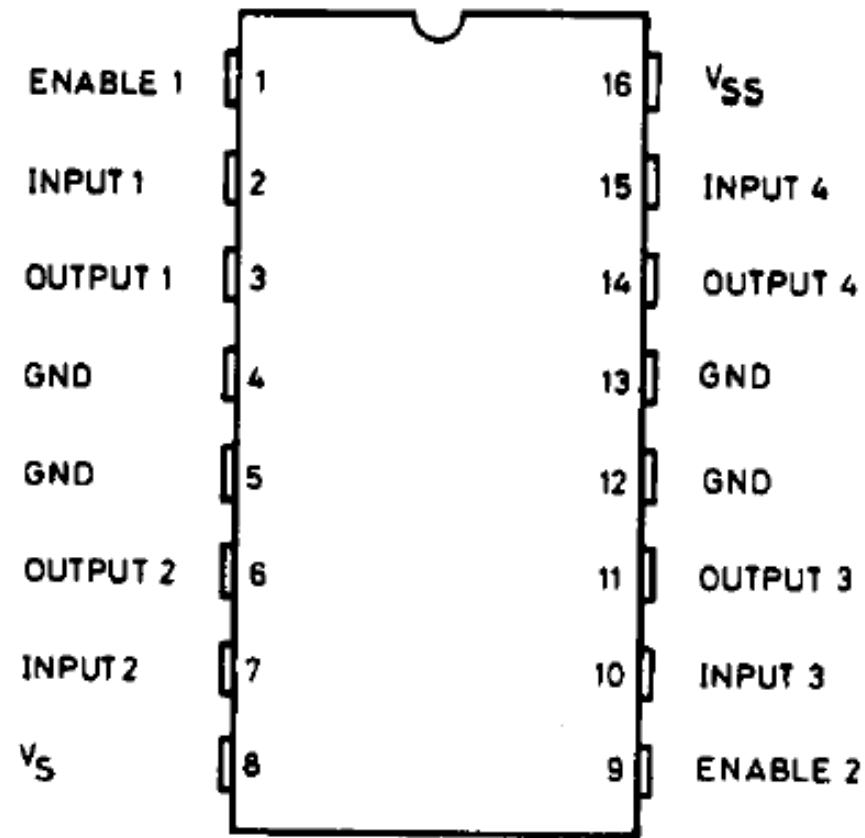 ENABLE 1 1 16 VSS
INPUT 1 2 15 INPUT 4
OUTPUT 1 3 14 OUTPUT 4
GND 4 13 GND
GND 5 12 GND
OUTPUT 2 6 11 OUTPUT 3
INPUT 2 7 10 INPUT 3
VS 8 9 ENABLE 2